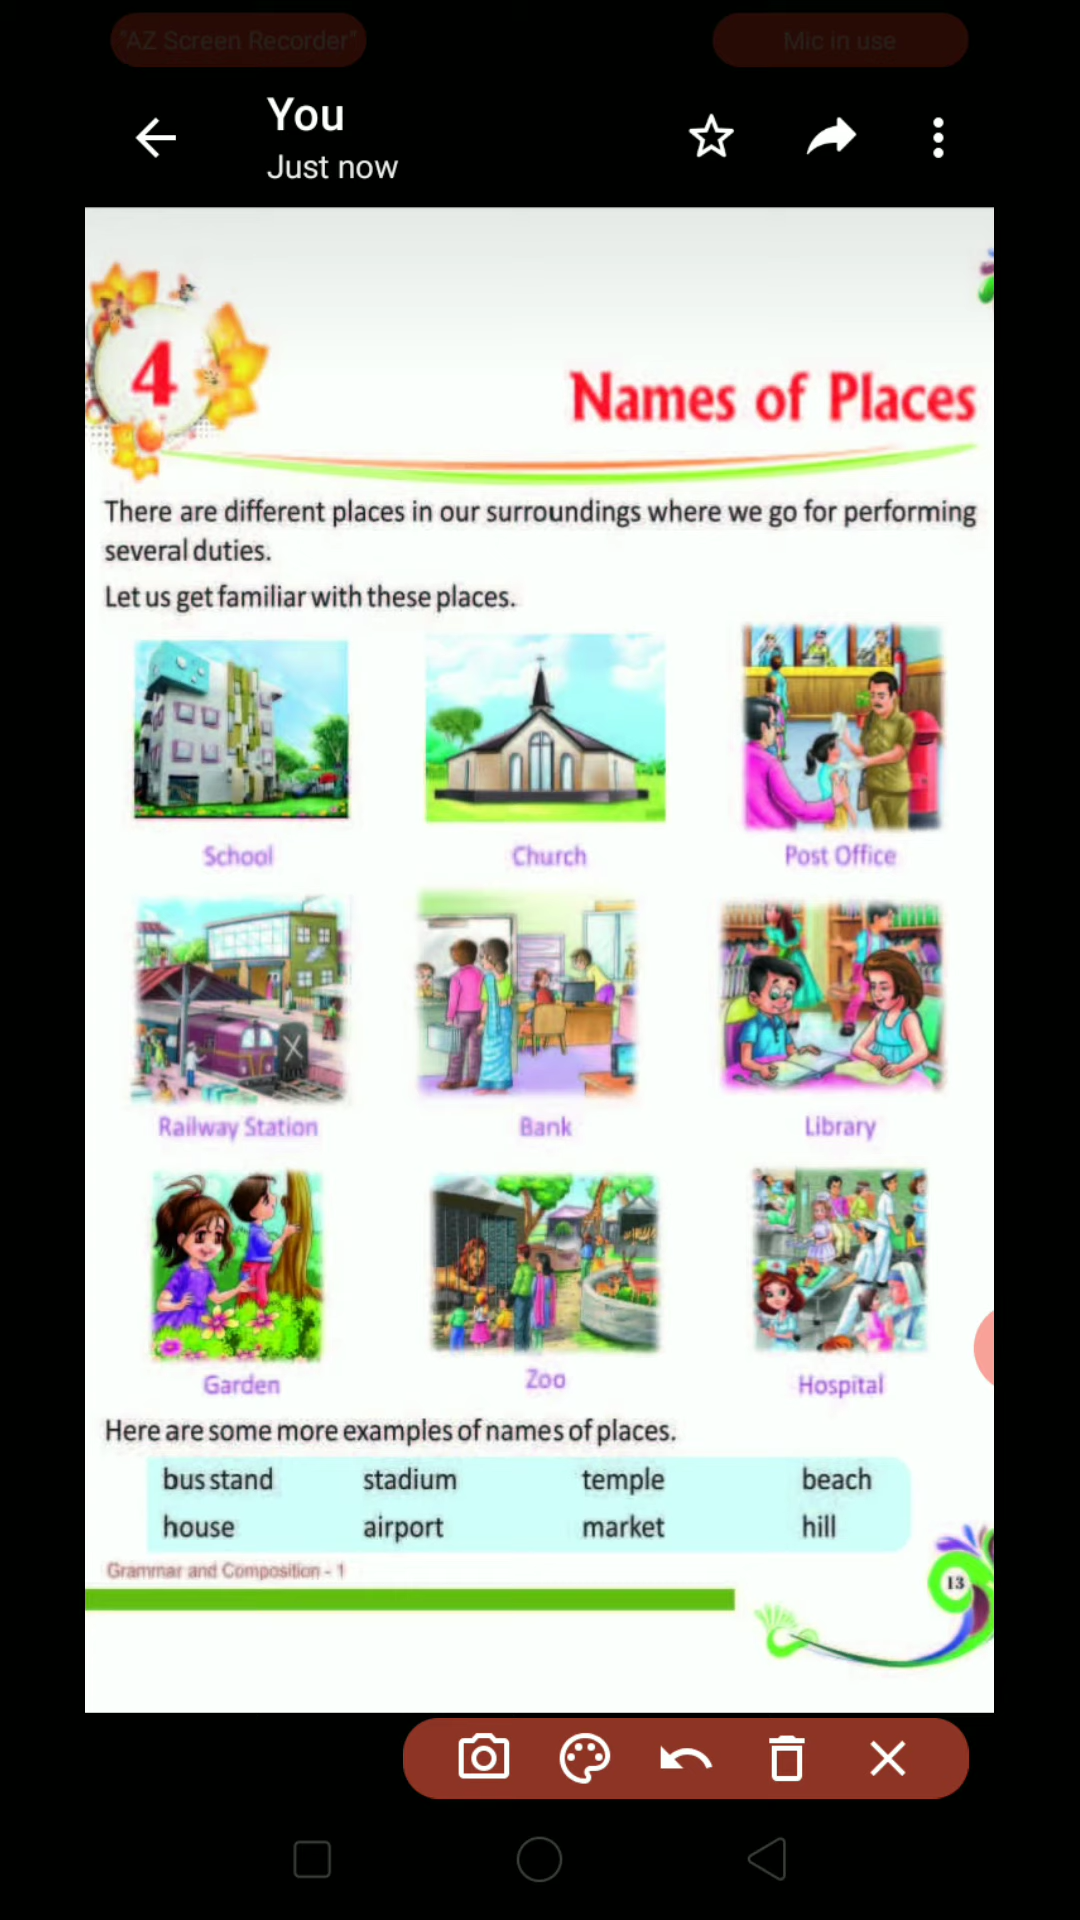 "AZ Screen Recorder"
Mic in use
You
Just now
4
Names of Places
There are different places in our surroundings where we go for performing
several duties.
Let us get familiar with these places.
School
Church
Post Office
Railway Station
Bank
Library
Garden
Zoo
Hospital
Here are some more examples of names of places.
bus stand stadium temple beach
house airport market hill
Grammar and Composition - 1
13